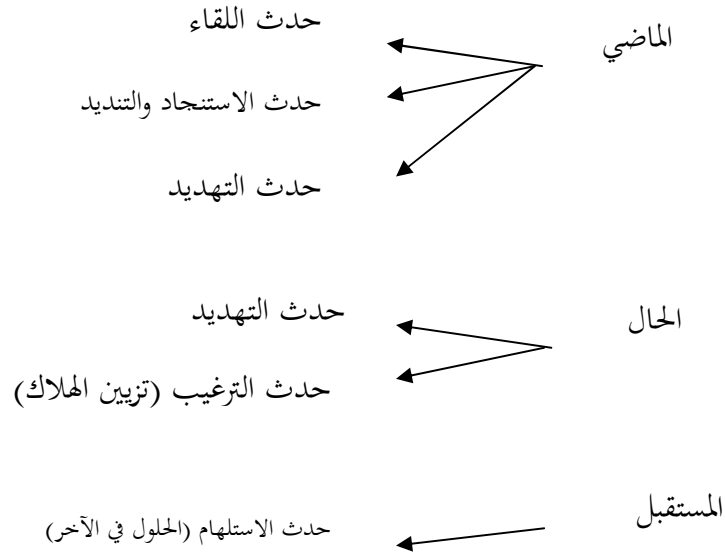 الماضي
حدث اللقاء
حدث الاستنجاد والتنديد
حدث التهديد
الحال
حدث التهديد
حدث الترغيب (تزيين الهلاك)
المستقبل
حدث الاستلهام (الحلول في الآخر)